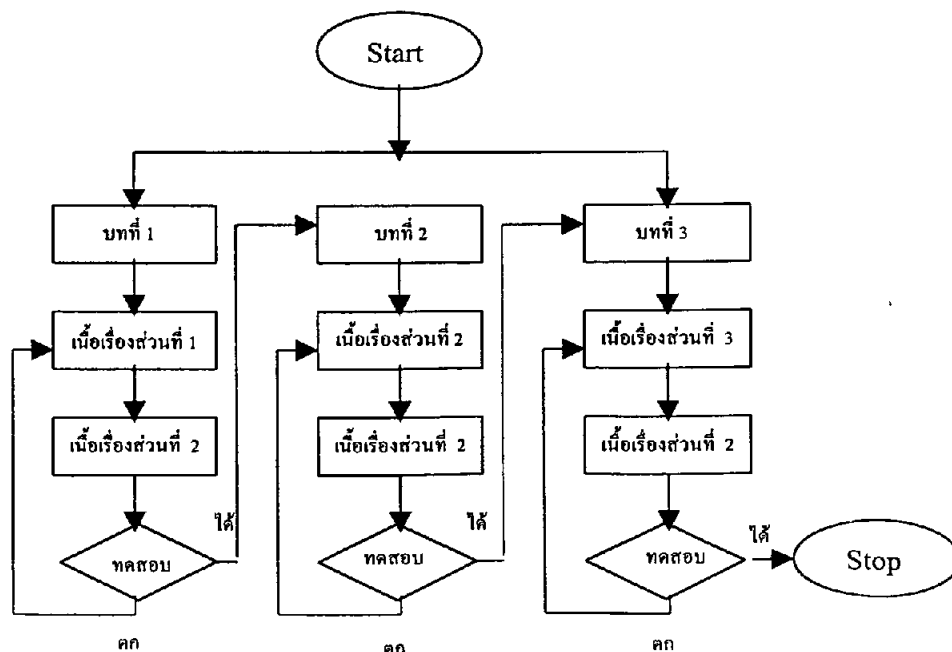 Start
บทที่ 1
บทที่ 2
บทที่ 3
เนื้อเรื่องส่วนที่ 1
เนื้อเรื่องส่วนที่ 2
เนื้อเรื่องส่วนที่ 3
เนื้อเรื่องส่วนที่ 2
เนื้อเรื่องส่วนที่ 2
เนื้อเรื่องส่วนที่ 2
ได้
ได้
ได้
ทดสอบ
ทดสอบ
ทดสอบ
Stop
ตก
ตก
ตก